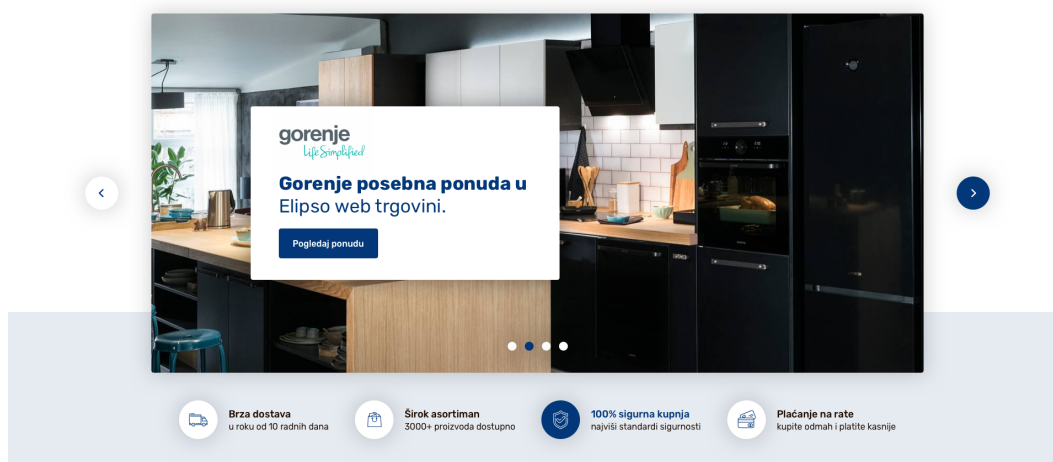 gorenje
Life Simplified
Gorenje posebna ponuda u
Elipso web trgovini.
Pogledaj ponudu
Brza dostava
u roku od 10 radnih dana
Širok asortiman
3000+ proizvoda dostupno
100% sigurna kupnja
najviši standardi sigurnosti
Plaćanje na rate
kupite odmah i platite kasnije